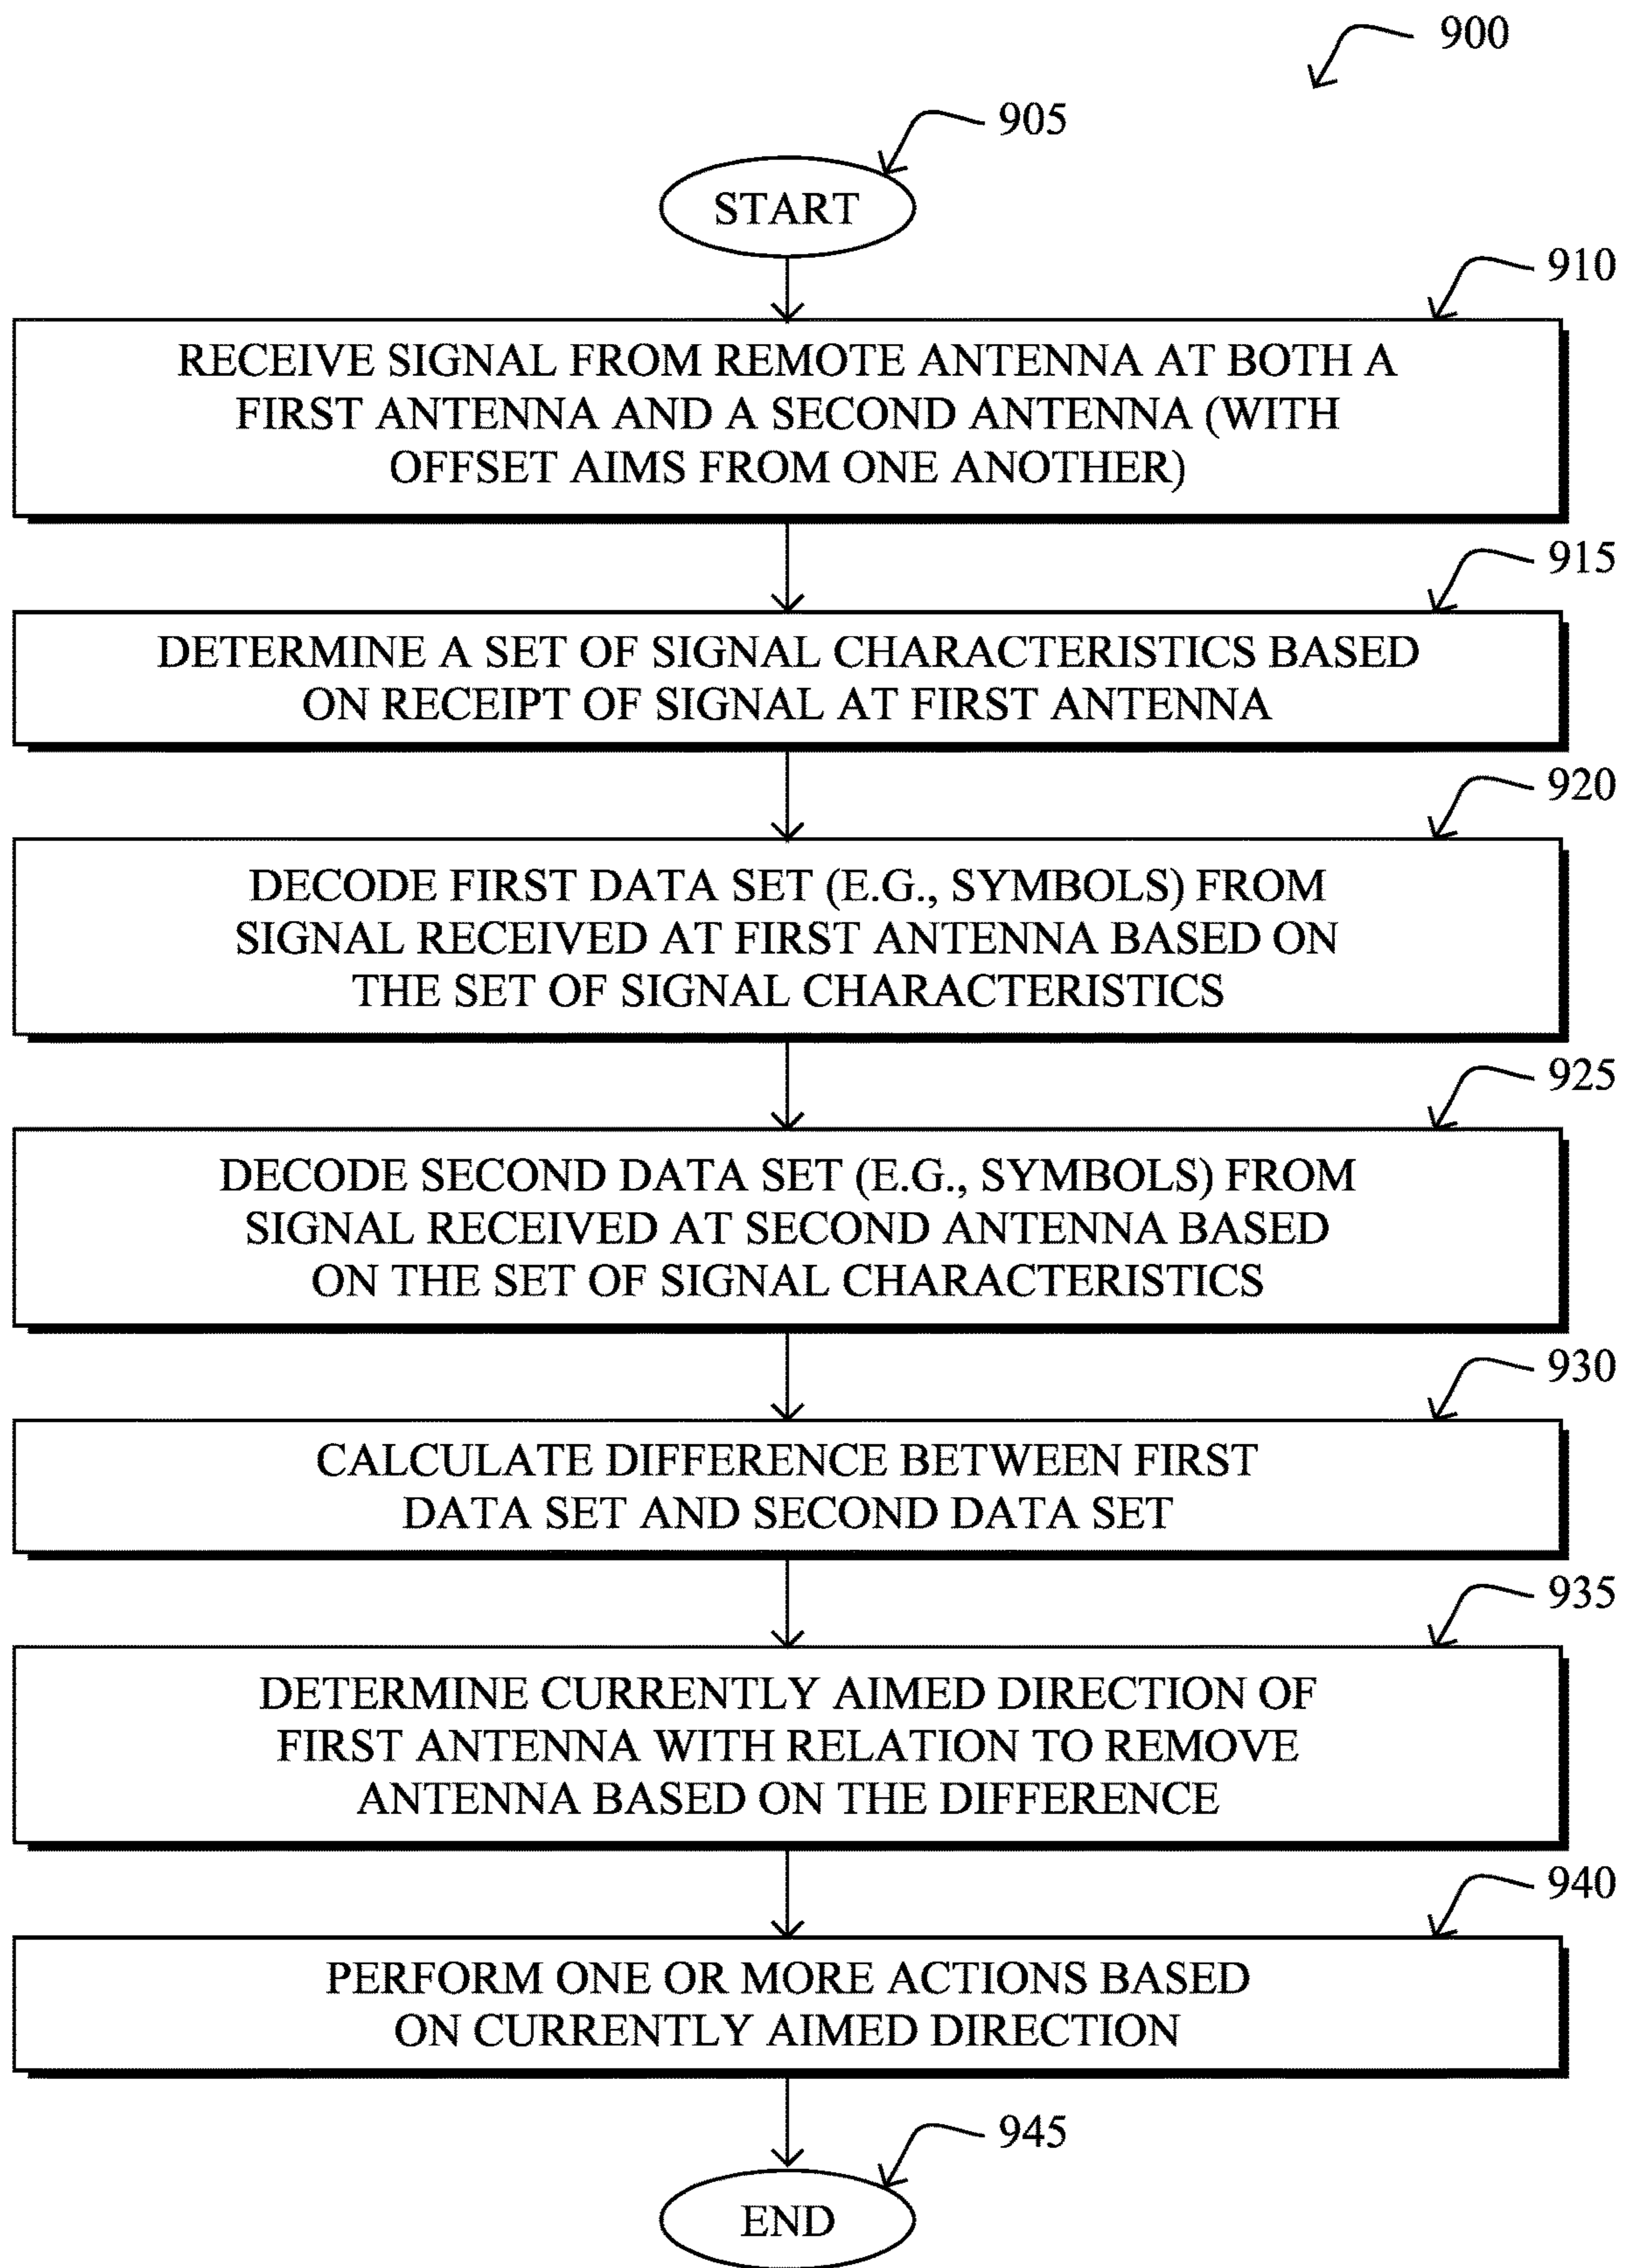 900
905
START
910
RECEIVE SIGNAL FROM REMOTE ANTENNA AT BOTH A
FIRST ANTENNA AND A SECOND ANTENNA (WITH
OFFSET AIMS FROM ONE ANOTHER)
915
DETERMINE A SET OF SIGNAL CHARACTERISTICS BASED
ON RECEIPT OF SIGNAL AT FIRST ANTENNA
920
DECODE FIRST DATA SET (E.G., SYMBOLS) FROM
SIGNAL RECEIVED AT FIRST ANTENNA BASED ON
THE SET OF SIGNAL CHARACTERISTICS
925
DECODE SECOND DATA SET (E.G., SYMBOLS) FROM
SIGNAL RECEIVED AT SECOND ANTENNA BASED
ON THE SET OF SIGNAL CHARACTERISTICS
930
CALCULATE DIFFERENCE BETWEEN FIRST
DATA SET AND SECOND DATA SET
935
DETERMINE CURRENTLY AIMED DIRECTION OF
FIRST ANTENNA WITH RELATION TO REMOVE
ANTENNA BASED ON THE DIFFERENCE
940
PERFORM ONE OR MORE ACTIONS BASED
ON CURRENTLY AIMED DIRECTION
945
END